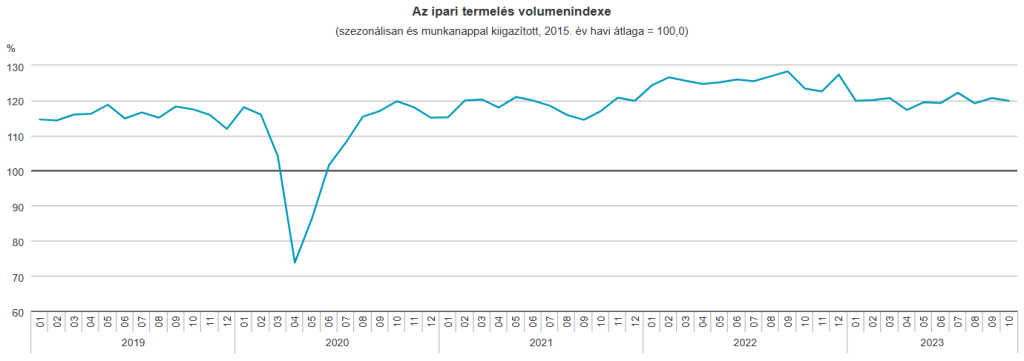 Az ipari termelés volumenindexe
(szezonálisan és munkanappal kiigazított, 2015. év havi átlaga = 100,0)
%
130
120
110
100
90
80
70
60
01 02 03 04 05 06 07 08 09 10 11 12 01 02 03 04 05 06 07 08 09 10 11 12 01 02 03 04 05 06 07 08 09 10 11 12 01 02 03 04 05 06 07 08 09 10 11 12 01 02 03 04 05 06 07 08 09 10
2019 2020 2021 2022 2023